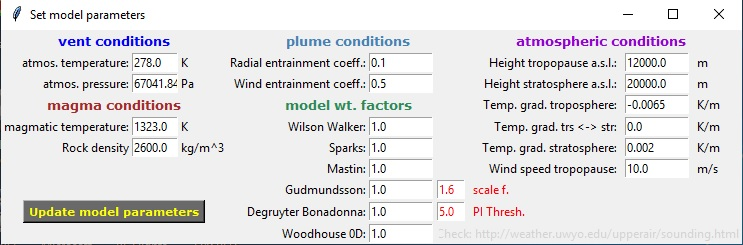 Set model parameters
vent conditions
atmos. temperature: 278.0 K
atmos. pressure: 67041.84 Pa
magma conditions
magmatic temperature: 1323.0 K
Rock density 2600.0 kg/m^3
Update model parameters
plume conditions
Radial entrainment coeff.: 0.1
Wind entrainment coeff.: 0.5
model wt. factors
Wilson Walker: 1.0
Sparks: 1.0
Mastin: 1.0
Gudmundsson: 1.0 1.6 scale f.
Degruyter Bonadonna: 1.0 5.0 PI Thresh.
Woodhouse 0D: 1.0
atmospheric conditions
Height tropopause a.s.l.: 12000.0 m
Height stratosphere a.s.l.: 20000.0 m
Temp. grad. troposphere: -0.0065 K/m
Temp. grad. trs <-> str: 0.0 K/m
Temp. grad. stratosphere: 0.002 K/m
Wind speed tropopause: 10.0 m/s
Check: http://weather.uwyo.edu/upperair/sounding.html